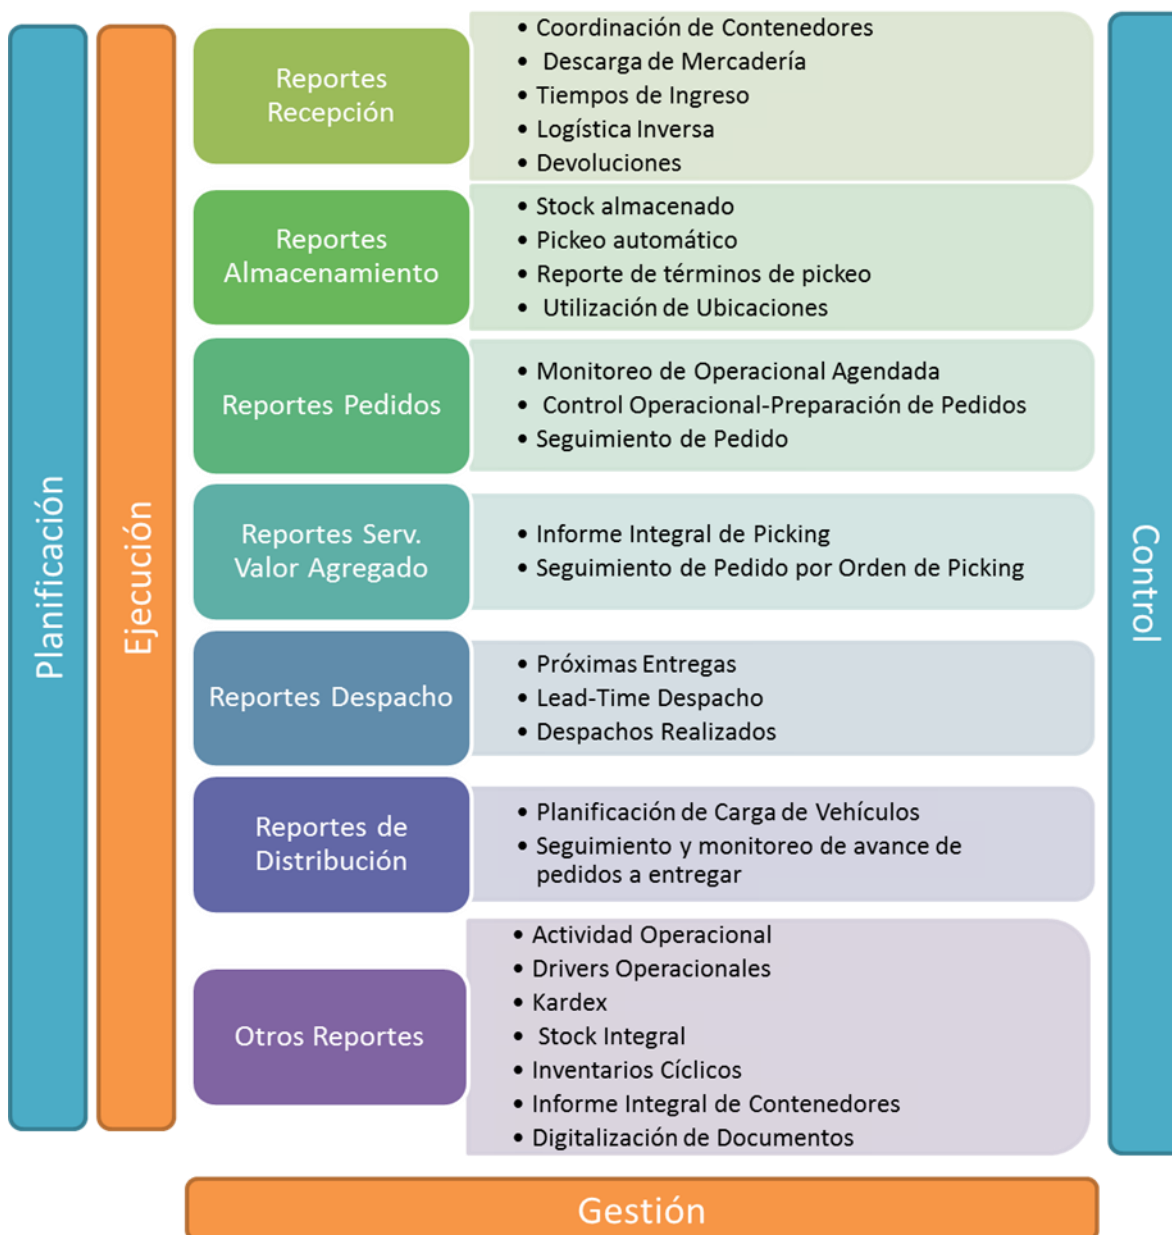 Planificación
Ejecución
Reportes
Recepción
• Coordinación de Contenedores
• Descarga de Mercadería
• Tiempos de Ingreso
• Logística Inversa
• Devoluciones
Reportes
Almacenamiento
• Stock almacenado
• Pickeo automático
• Reporte de términos de pickeo
• Utilización de Ubicaciones
Reportes Pedidos
• Monitoreo de Operacional Agendada
• Control Operacional-Preparación de Pedidos
• Seguimiento de Pedido
Reportes Serv.
Valor Agregado
• Informe Integral de Picking
• Seguimiento de Pedido por Orden de Picking
Reportes Despacho
• Próximas Entregas
• Lead-Time Despacho
• Despachos Realizados
Reportes de
Distribución
• Planificación de Carga de Vehículos
• Seguimiento y monitoreo de avance de
pedidos a entregar
Otros Reportes
• Actividad Operacional
• Drivers Operacionales
• Kardex
• Stock Integral
• Inventarios Cíclicos
• Informe Integral de Contenedores
• Digitalización de Documentos
Control
Gestión